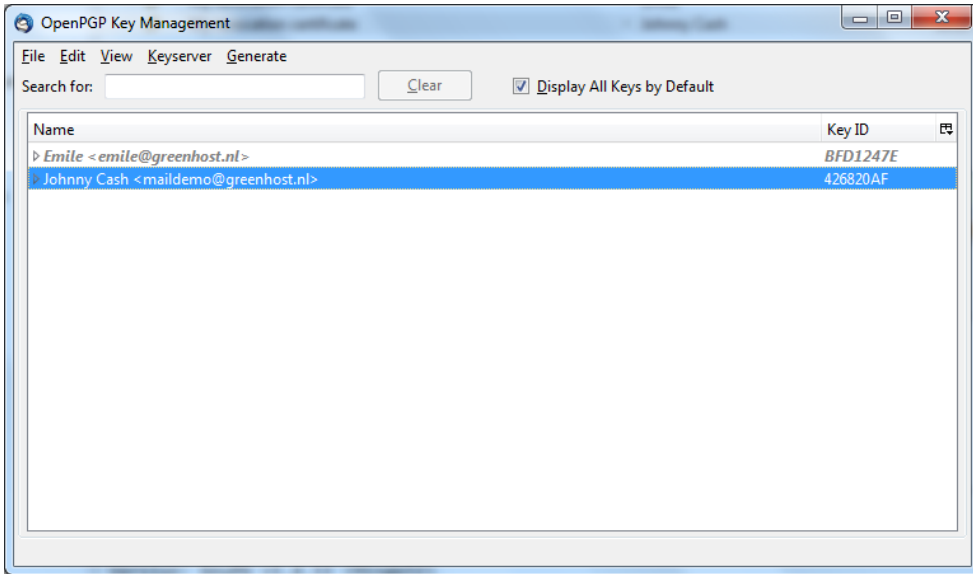 OpenPGP Key Management
File Edit View Keyserver Generate
Search for: Clear Display All Keys by Default
Name Key ID
Emile <emile@greenhost.nl> BFD1247E
Johnny Cash <maildemo@greenhost.nl> 426820AF